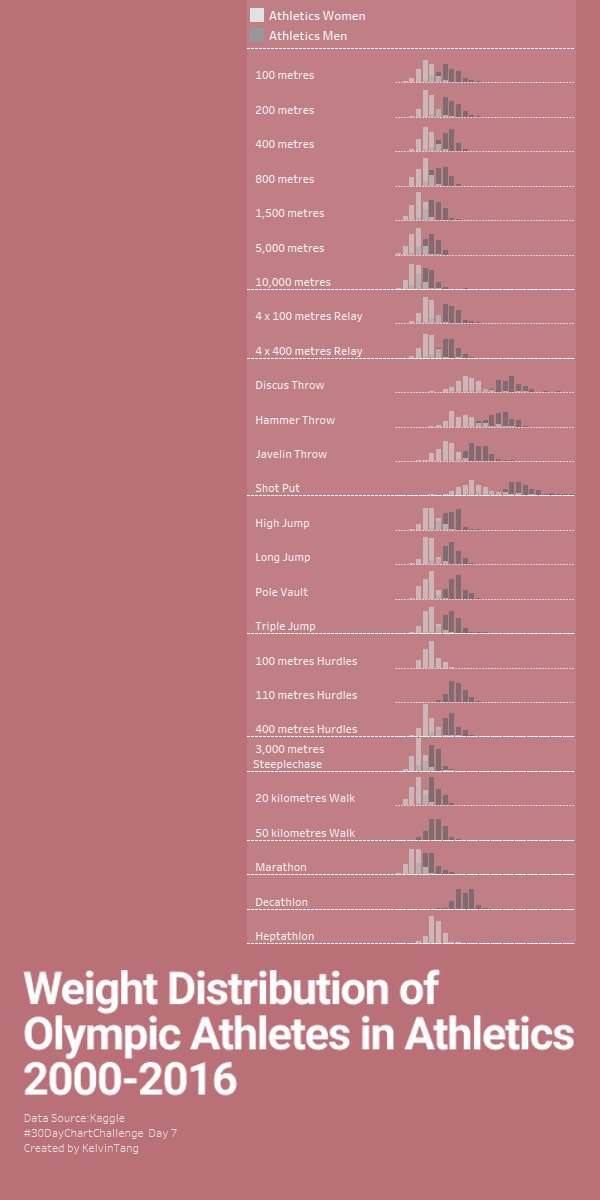 Athletics Women
Athletics Men
100 metres
200 metres
400 metres
800 metres
1,500 metres
5,000 metres
10,000 metres
4 x 100 metres Relay
4 x 400 metres Relay
Discus Throw
Hammer Throw
Javelin Throw
Shot Put
High Jump
Long Jump
Pole Vault
Triple Jump
100 metres Hurdles
110 metres Hurdles
400 metres Hurdles
3,000 metres
Steeplechase
20 kilometres Walk
50 kilometres Walk
Marathon
Decathlon
Heptathlon
Weight Distribution of
Olympic Athletes in Athletics
2000-2016
Data Source:Kaggle
#30DayChartChallenge Day 7
Created by KelvinTang